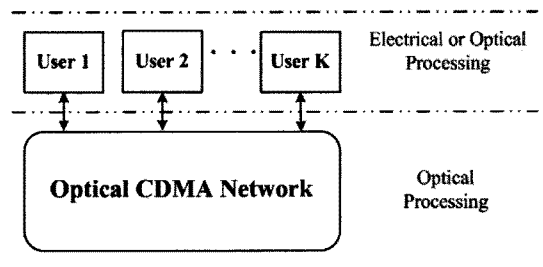 User 1 User 2 . . . User K
Electrical or Optical
Processing
Optical CDMA Network
Optical
Processing